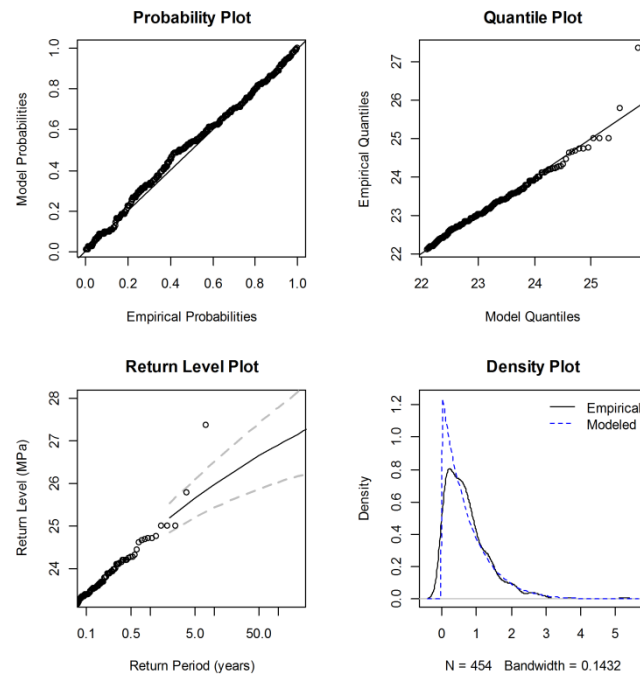 Probability Plot
Model Probabilities
0.0 0.2 0.4 0.6 0.8 1.0
0.0 0.2 0.4 0.6 0.8 1.0
Empirical Probabilities
Quantile Plot
Empirical Quantiles
22 23 24 25 26 27
22 23 24 25
Model Quantiles
Return Level Plot
Return Level (MPa)
24 25 26 27 28
0.1 0.5 5.0 50.0
Return Period (years)
Density Plot
Density
0.0 0.2 0.4 0.6 0.8 1.0 1.2
Empirical
Modeled
0 1 2 3 4 5
N = 454 Bandwidth = 0.1432